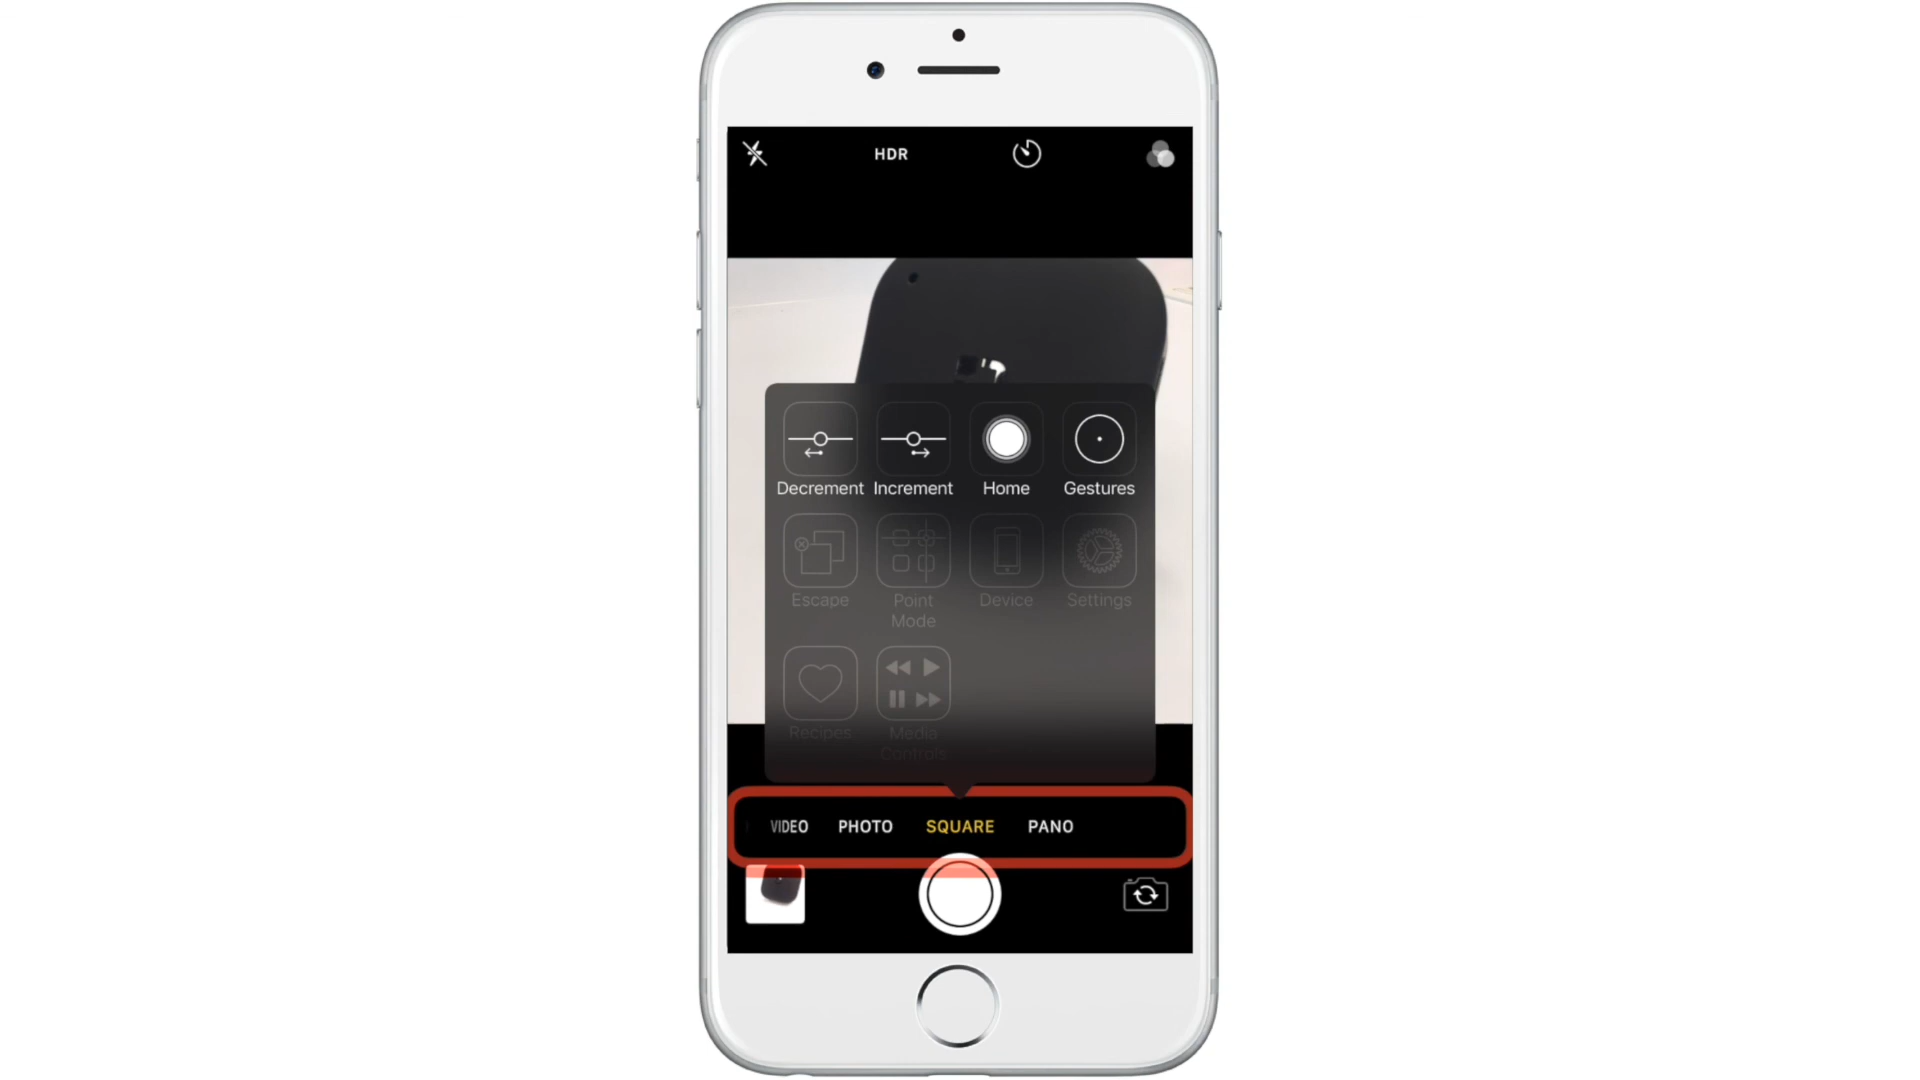 HDR
Decrement Increment Home Gestures
Escape Point Device Settings
Mode
Recipes Media
Controls
VIDEO PHOTO SQUARE PANO